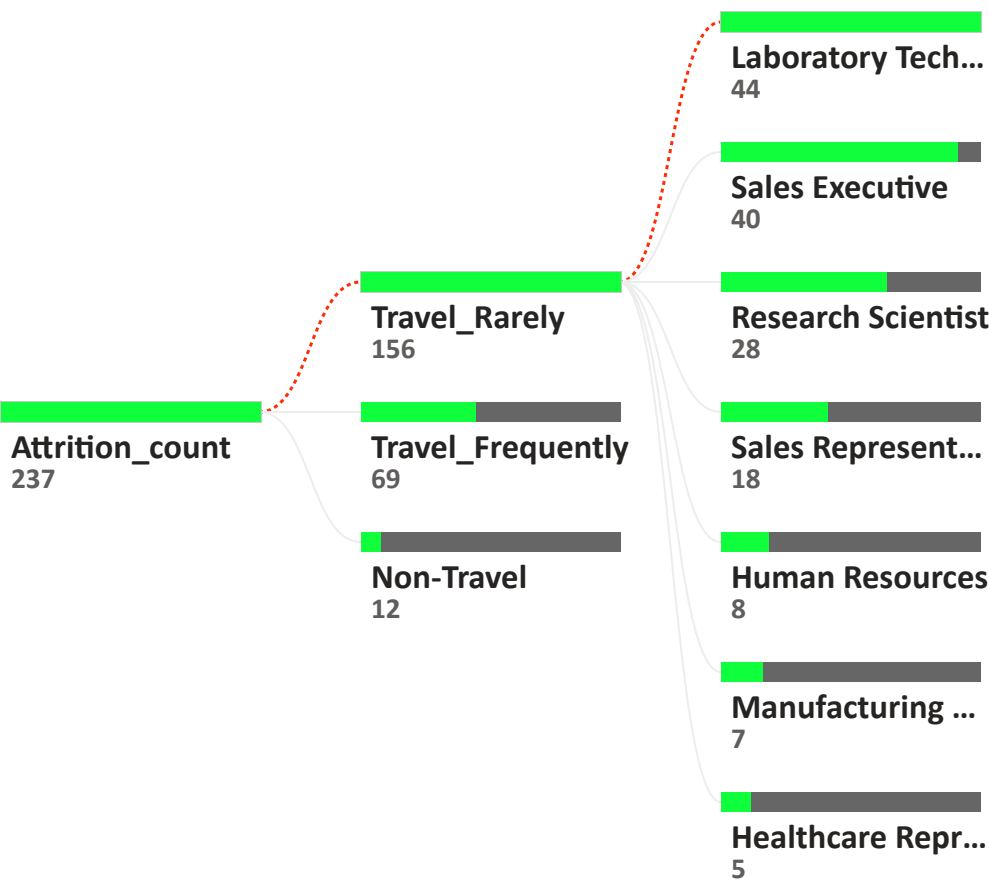 Attrition_count
237
Travel_Rarely
156
Travel_Frequently
69
Non-Travel
12
Laboratory Tech...
44
Sales Executive
40
Research Scientist
28
Sales Represent...
18
Human Resources
8
Manufacturing ...
7
Healthcare Repr...
5